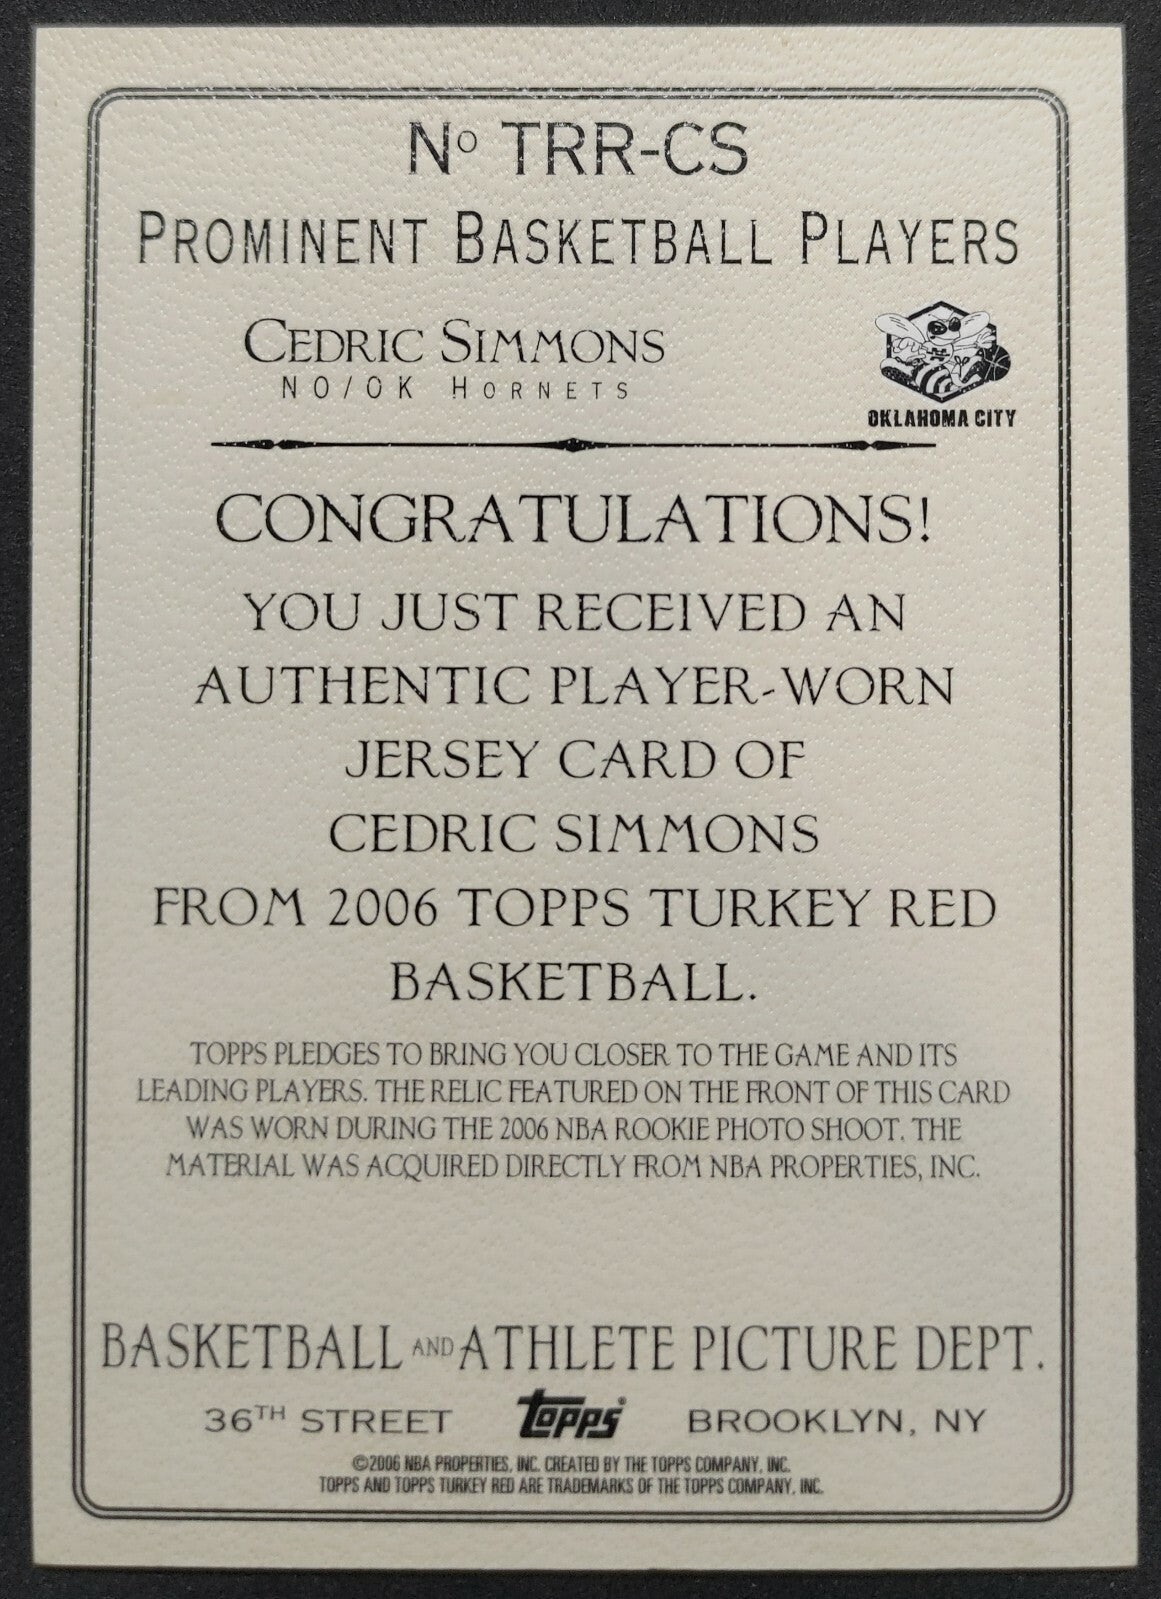 Nº TRR-CS
PROMINENT BASKETBALL PLAYERS
CEDRIC SIMMONS
NO/OK HORNETS
OKLAHOMA CITY
CONGRATULATIONS!
YOU JUST RECEIVED AN
AUTHENTIC PLAYER-WORN
JERSEY CARD OF
CEDRIC SIMMONS
FROM 2006 TOPPS TURKEY RED
BASKETBALL.
TOPPS PLEDGES TO BRING YOU CLOSER TO THE GAME AND ITS
LEADING PLAYERS. THE RELIC FEATURED ON THE FRONT OF THIS CARD
WAS WORN DURING THE 2006 NBA ROOKIE PHOTO SHOOT. THE
MATERIAL WAS ACQUIRED DIRECTLY FROM NBA PROPERTIES, INC.
BASKETBALL AND ATHLETE PICTURE DEPT.
36TH STREET Topps® BROOKLYN, NY
©2006 NBA PROPERTIES, INC. CREATED BY THE TOPPS COMPANY, INC.
TOPPS AND TOPPS TURKEY RED ARE TRADEMARKS OF THE TOPPS COMPANY, INC.